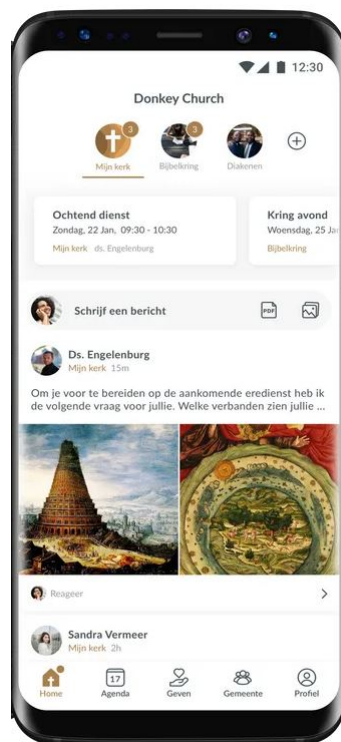 12:30
Donkey Church
3
3
Mijn kerk
Bijbelkring
Diakenen
Ochtend dienst
Zondag, 22 Jan, 09:30 - 10:30
Mijn kerk ds. Engelenburg
Kring avond
Woensdag, 25 Ja
Bijbelkring
Schrijf een bericht
PDF
Ds. Engelenburg
Mijn kerk 15m
Om je voor te bereiden op de aankomende eredienst heb ik
de volgende vraag voor jullie. Welke verbanden zien jullie ...
Reageer
Sandra Vermeer
Mijn kerk 2h
17
Home
Agenda
Geven
Gemeente
Profiel